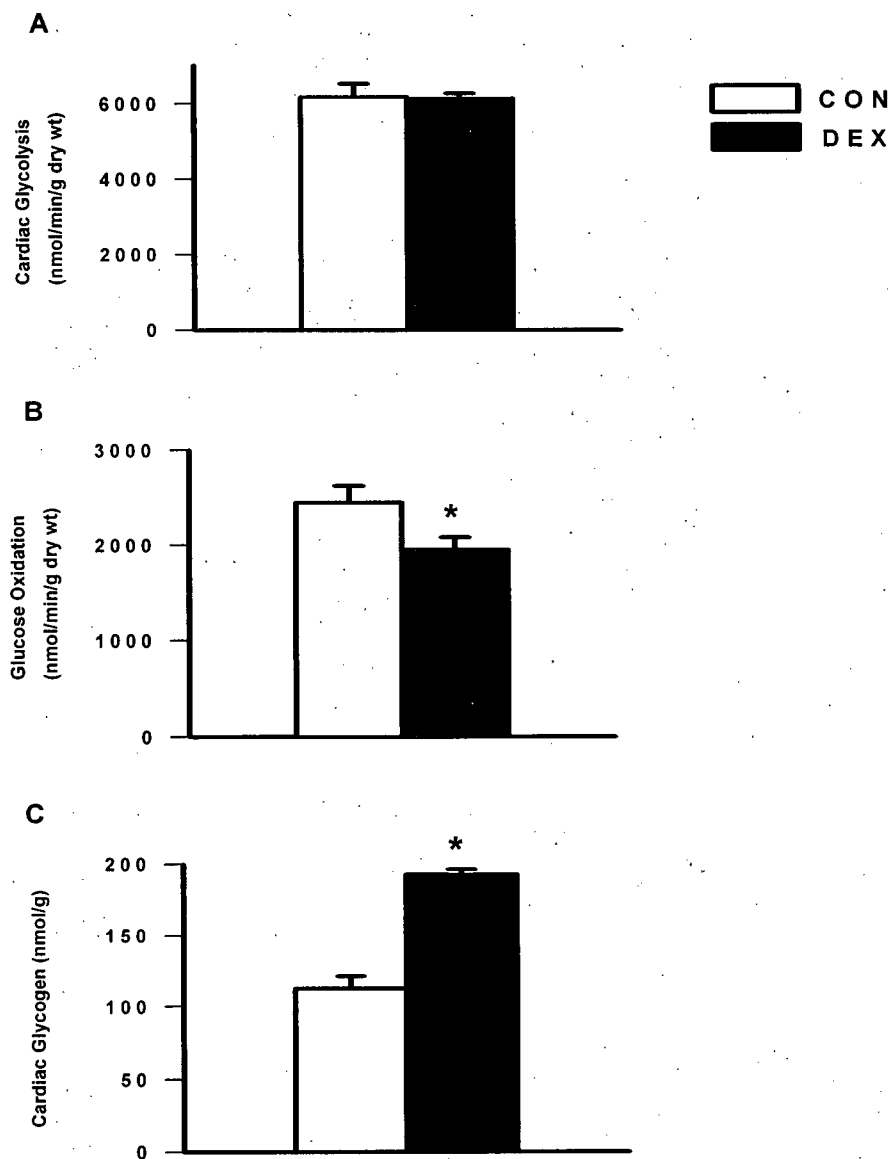 A
Cardiac Glycolysis
(nmol/min/g dry wt)
6000
4000
2000
0
CON
DEX
B
Glucose Oxidation
(nmol/min/g dry wt)
3000
2000
1000
0
*
C
Cardiac Glycogen (nmol/g)
200
150
100
50
0
*